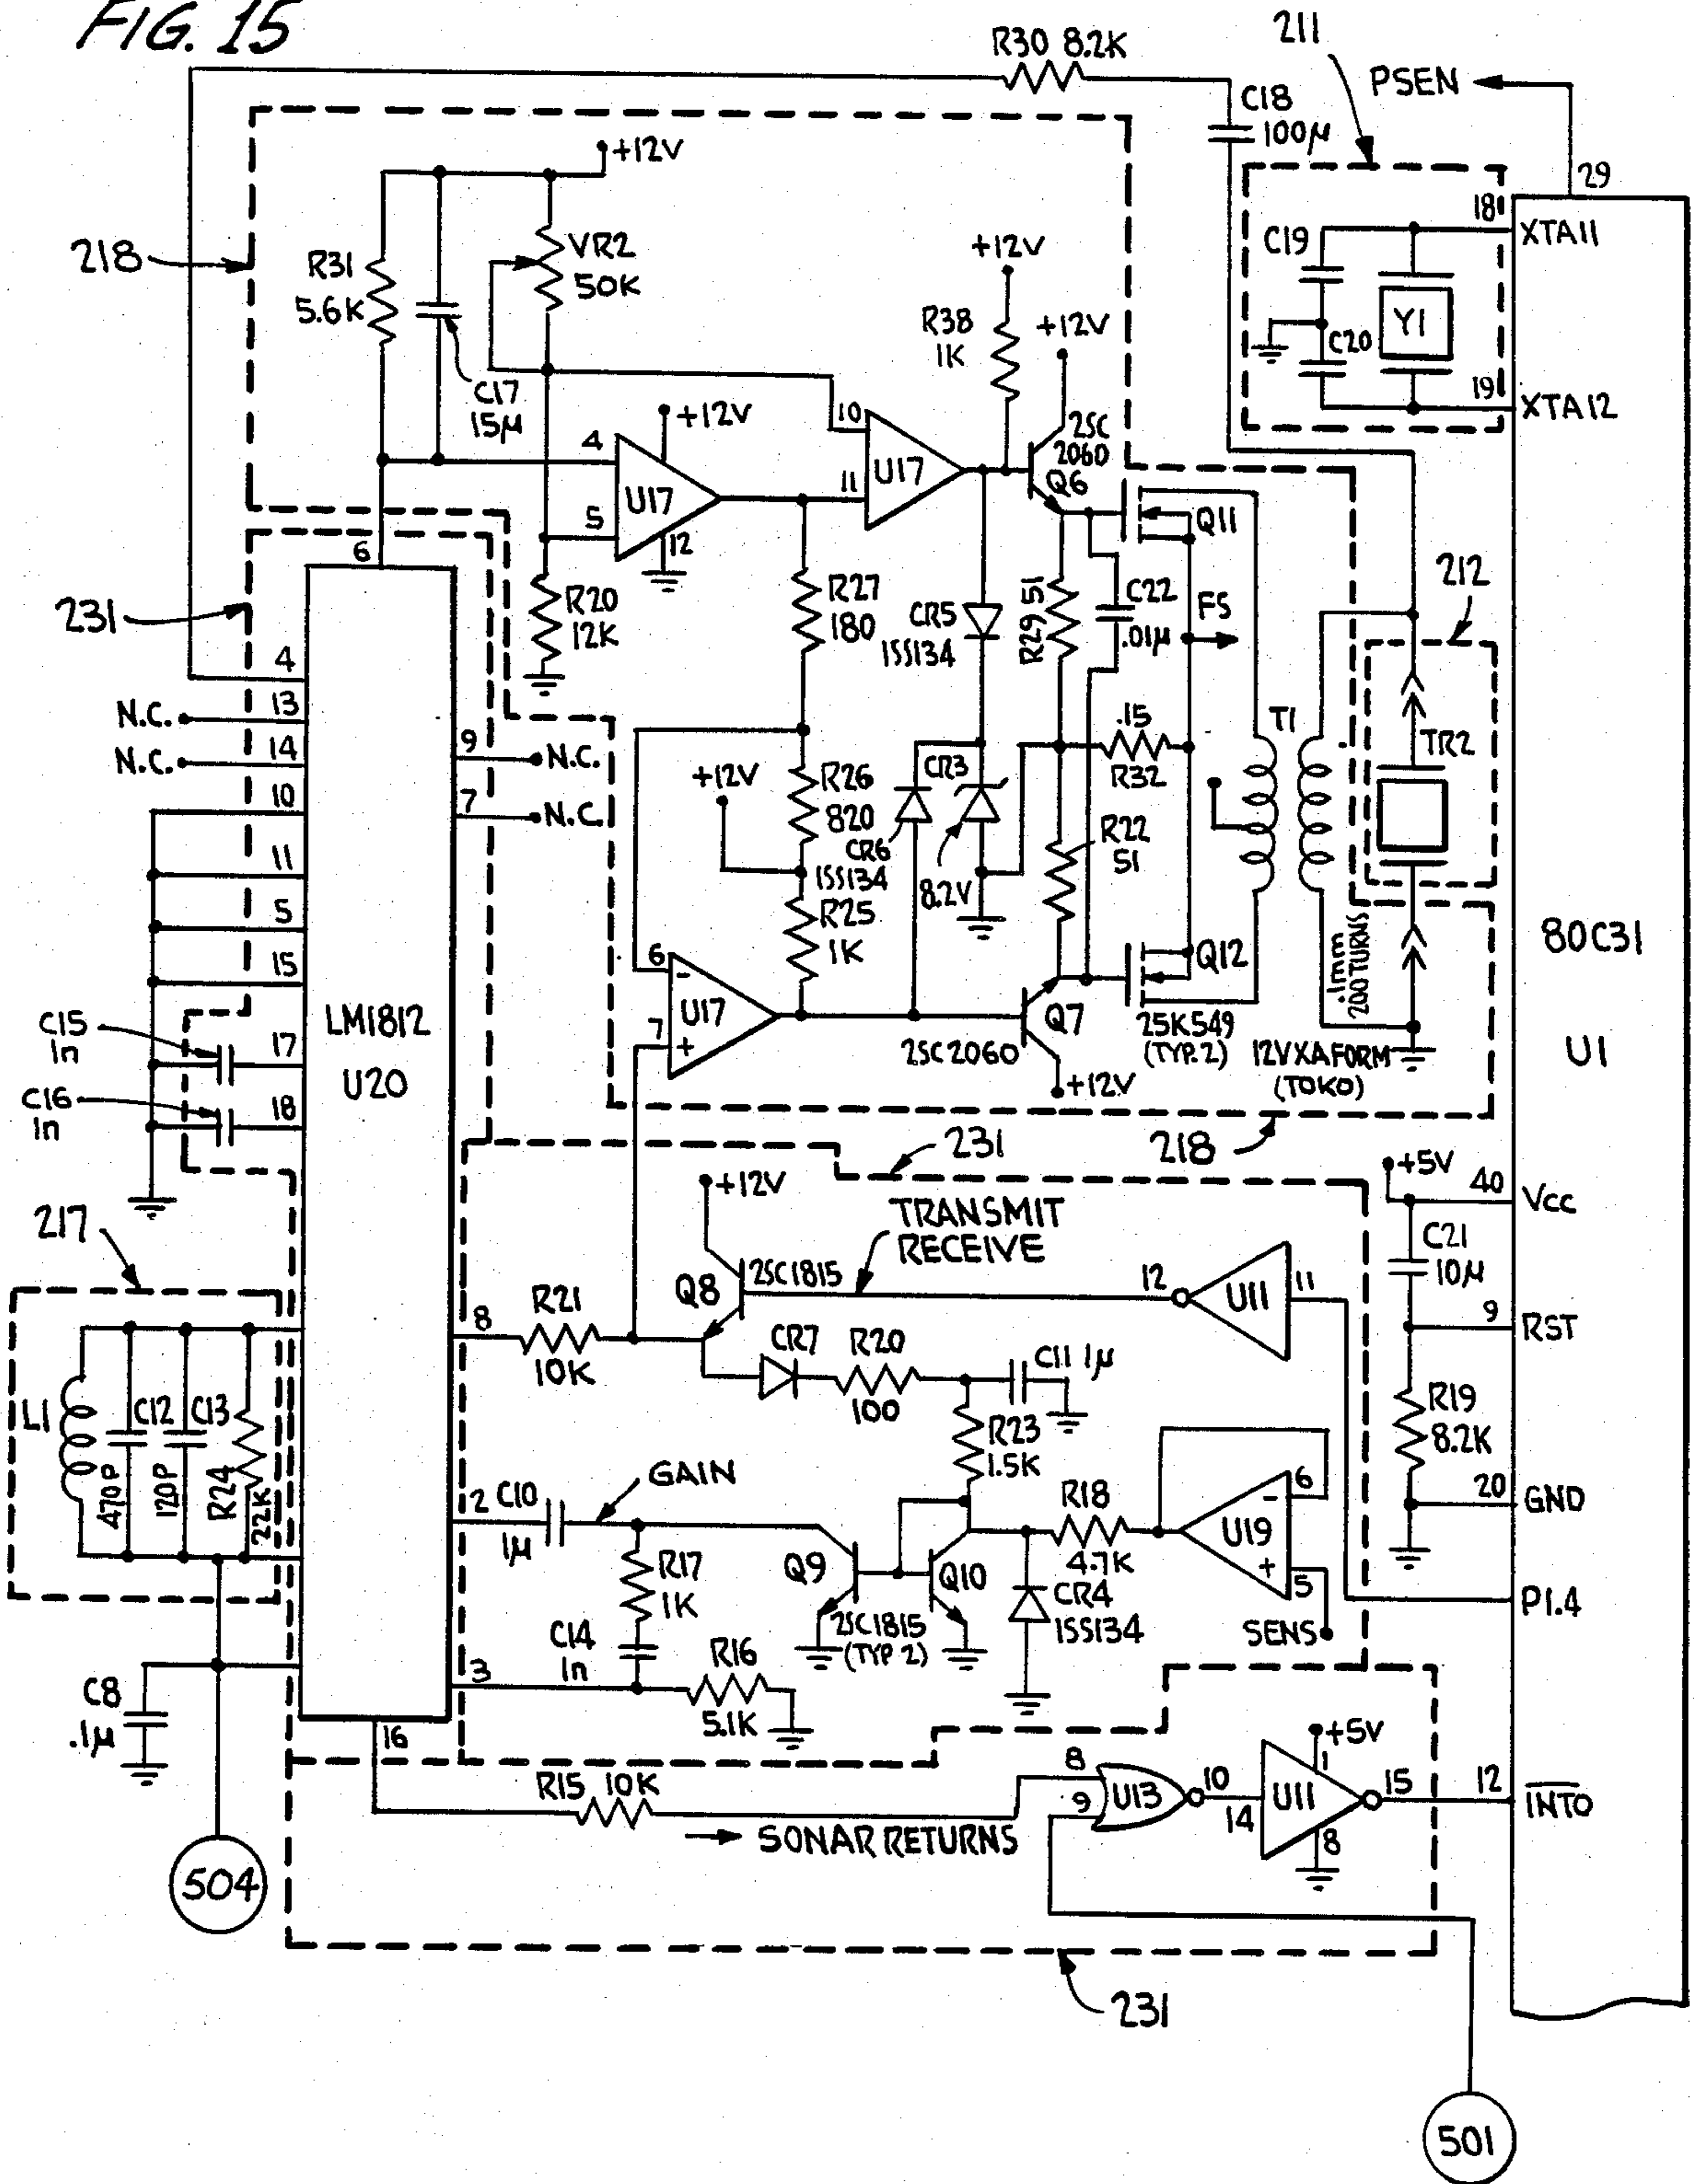 FIG. 15
R30 8.2K
211
PSEN
C18
100µ
29
+12V
218
R31
5.6K
VR2
50K
C17
15µ
+12V
R38
1K
+12V
+12V
C19
C20
Y1
18
XTA11
19
XTA12
4
5
U17
12
10
11
U17
2SC
2060
Q6
Q11
6
231
R20
12K
R27
180
CR5
1SS134
R29 51
C22
.01µ
FS
212
4
N.C.
13
N.C.
14
10
11
5
15
9
N.C.
7
N.C.
+12V
R26
820
CR6
1SS134
CR3
8.2V
.15
R32
R22
51
T1
TR2
R25
1K
6
-
7
+
U17
Q7
2SC2060
+12V
Q12
2SK549
(TYP. 2)
.1mm
200 TURNS
12VXAFORM
(TOKO)
80C31
U1
C15
1n
17
C16
1n
18
LM1812
U20
231
218
217
+12V
TRANSMIT
RECEIVE
Q8
2SC1815
12
U11
11
+5V
40
VCC
C21
10µ
9
RST
R19
8.2K
20
GND
8
R21
10K
CR7
R20
100
C11 1µ
R23
1.5K
L1
C12
470P
C13
120P
R24
22K
2
C10
1µ
GAIN
R17
1K
C14
1n
Q9
2SC1815
(TYP 2)
Q10
R18
4.7K
CR4
1SS134
U19
6
-
+
5
SENS
P1.4
3
R16
5.1K
C8
.1µ
16
R15 10K
SONAR RETURNS
8
9
U13
10
14
+5V
1
U11
8
15
12
INTO
504
231
501